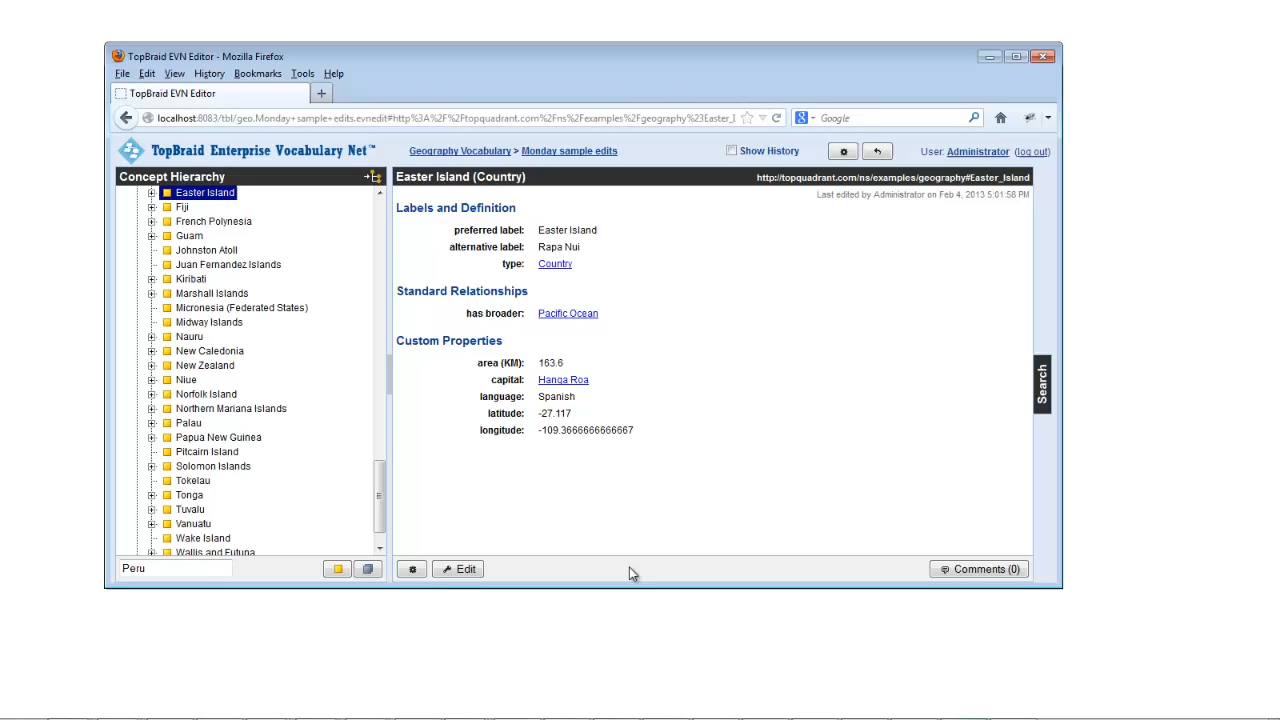 TopBraid EVN Editor - Mozilla Firefox
File Edit View History Bookmarks Tools Help
TopBraid EVN Editor +
localhost:8083/tbl/geo.Monday+sample+edits.evnedit#http%3A%2F%2Ftopquadrant.com%2Fns%2Fexamples%2Fgeography%23Easter_I Google
TopBraid Enterprise Vocabulary Net™ Geography Vocabulary > Monday sample edits Show History User: Administrator (log out)
Concept Hierarchy
Easter Island
Fiji
French Polynesia
Guam
Johnston Atoll
Juan Fernandez Islands
Kiribati
Marshall Islands
Micronesia (Federated States)
Midway Islands
Nauru
New Caledonia
New Zealand
Niue
Norfolk Island
Northern Mariana Islands
Palau
Papua New Guinea
Pitcairn Island
Solomon Islands
Tokelau
Tonga
Tuvalu
Vanuatu
Wake Island
Wallis and Futuna
Peru
Easter Island (Country) http://topquadrant.com/ns/examples/geography#Easter_Island
Last edited by Administrator on Feb 4, 2013 5:01:58 PM
Labels and Definition
preferred label: Easter Island
alternative label: Rapa Nui
type: Country
Standard Relationships
has broader: Pacific Ocean
Custom Properties
area (KM): 163.6
capital: Hanga Roa
language: Spanish
latitude: -27.117
longitude: -109.3666666666667
Edit
Comments (0)
Search